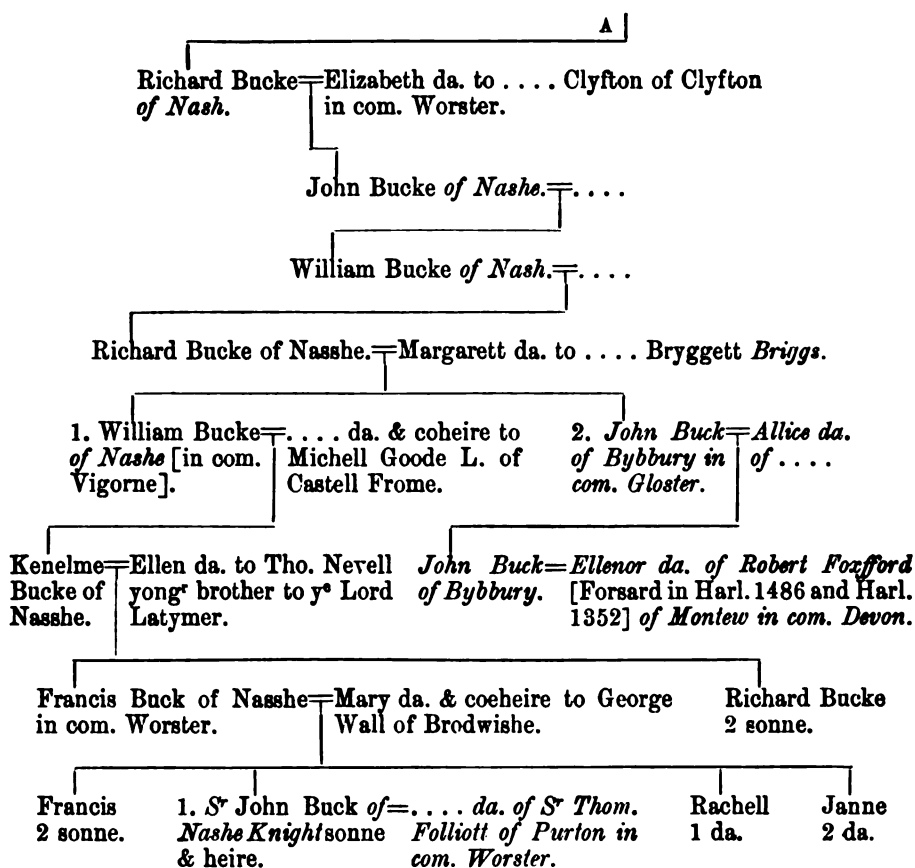 A
Richard Bucke=Elizabeth da. to . . . . Clyfton of Clyfton
of Nash. in com. Worster.
John Bucke of Nashe.=. . . .
William Bucke of Nash.=. . . .
Richard Bucke of Nasshe.=Margarett da. to . . . . Bryggett Briggs.
1. William Bucke=. . . . da. & coheire to
of Nashe [in com. Michell Goode L. of
Vigorne]. Castell Frome.
2. John Buck=Allice da.
of Bybbury in of . . . .
com. Gloster.
Kenelme=Ellen da. to Tho. Nevell
Bucke of yongʳ brother to yᵉ Lord
Nasshe. Latymer.
John Buck=Ellenor da. of Robert Foxfford
of Bybbury. [Forsard in Harl. 1486 and Harl.
1352] of Montew in com. Devon.
Francis Buck of Nasshe=Mary da. & coeheire to George
in com. Worster. Wall of Brodwishe.
Richard Bucke
2 sonne.
Francis
2 sonne.
1. Sʳ John Buck of=. . . . da. of Sʳ Thom.
Nashe Knight sonne Folliott of Purton in
& heire. com. Worster.
Rachell
1 da.
Janne
2 da.